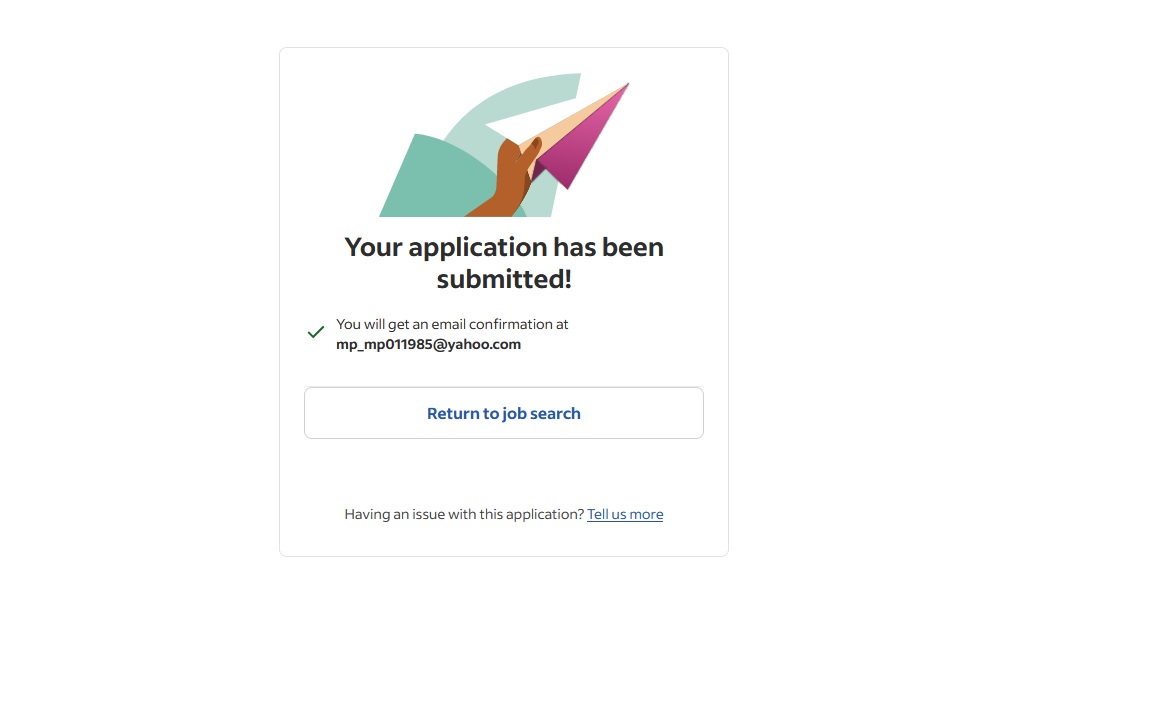 Your application has been
submitted!
You will get an email confirmation at
mp_mp011985@yahoo.com
Return to job search
Having an issue with this application? Tell us more